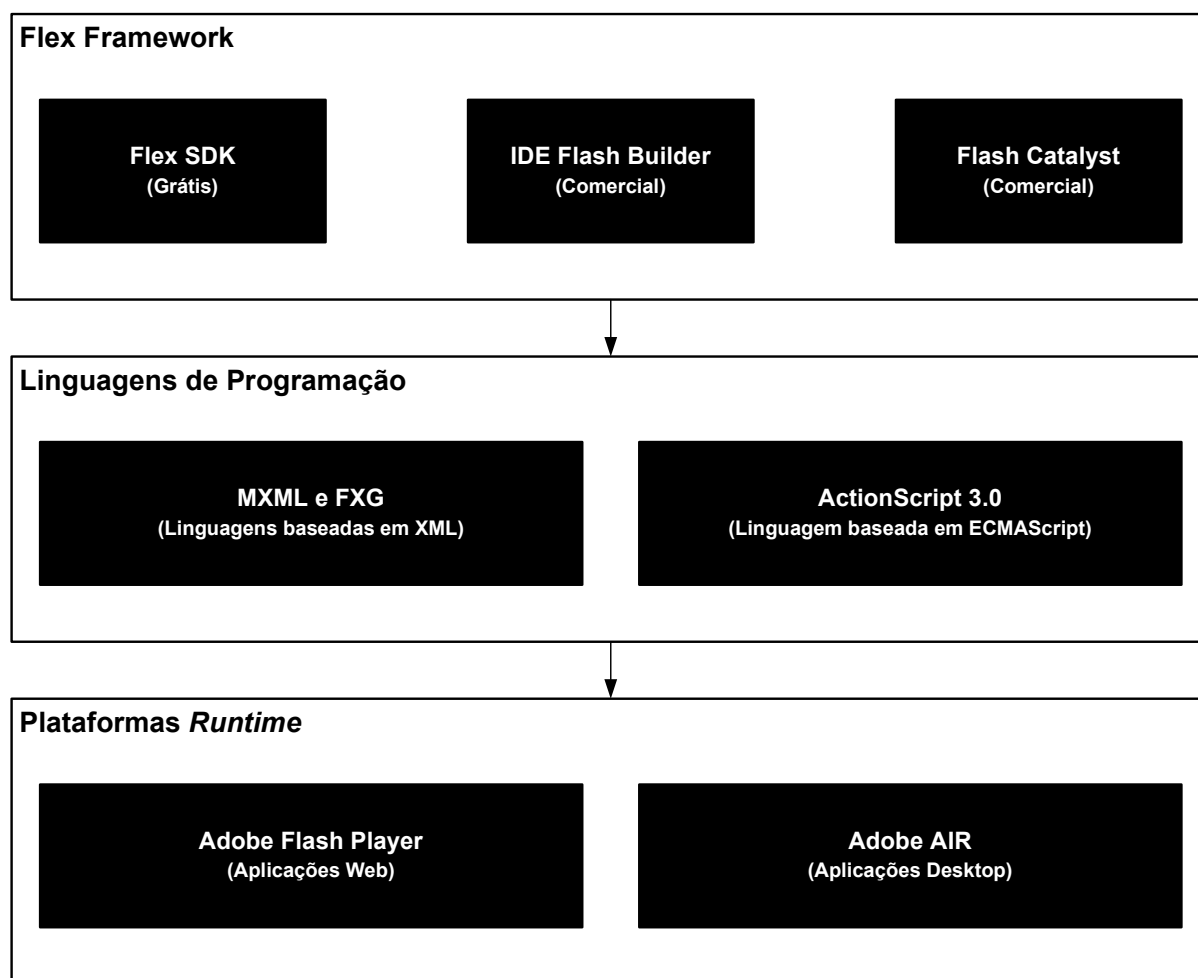 Flex Framework
Flex SDK
(Grátis)
IDE Flash Builder
(Comercial)
Flash Catalyst
(Comercial)
Linguagens de Programação
MXML e FXG
(Linguagens baseadas em XML)
ActionScript 3.0
(Linguagem baseada em ECMAScript)
Plataformas Runtime
Adobe Flash Player
(Aplicações Web)
Adobe AIR
(Aplicações Desktop)